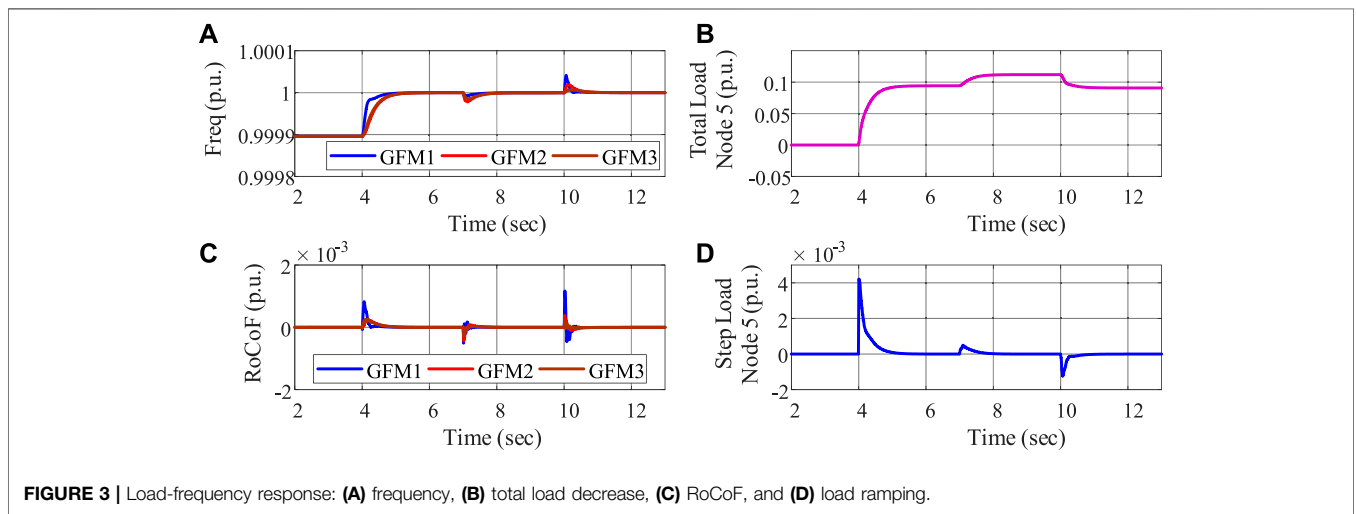 A
1.0001
1
0.9999
0.9998
Freq (p.u.)
GFM1 GFM2 GFM3
2 4 6 8 10 12
Time (sec)
B
0.1
0.05
0
-0.05
Total Load
Node 5 (p.u.)
2 4 6 8 10 12
Time (sec)
C
× 10-3
2
0
-2
RoCoF (p.u.)
GFM1 GFM2 GFM3
2 4 6 8 10 12
Time (sec)
D
× 10-3
4
2
0
-2
Step Load
Node 5 (p.u.)
2 4 6 8 10 12
Time (sec)
FIGURE 3 | Load-frequency response: (A) frequency, (B) total load decrease, (C) RoCoF, and (D) load ramping.